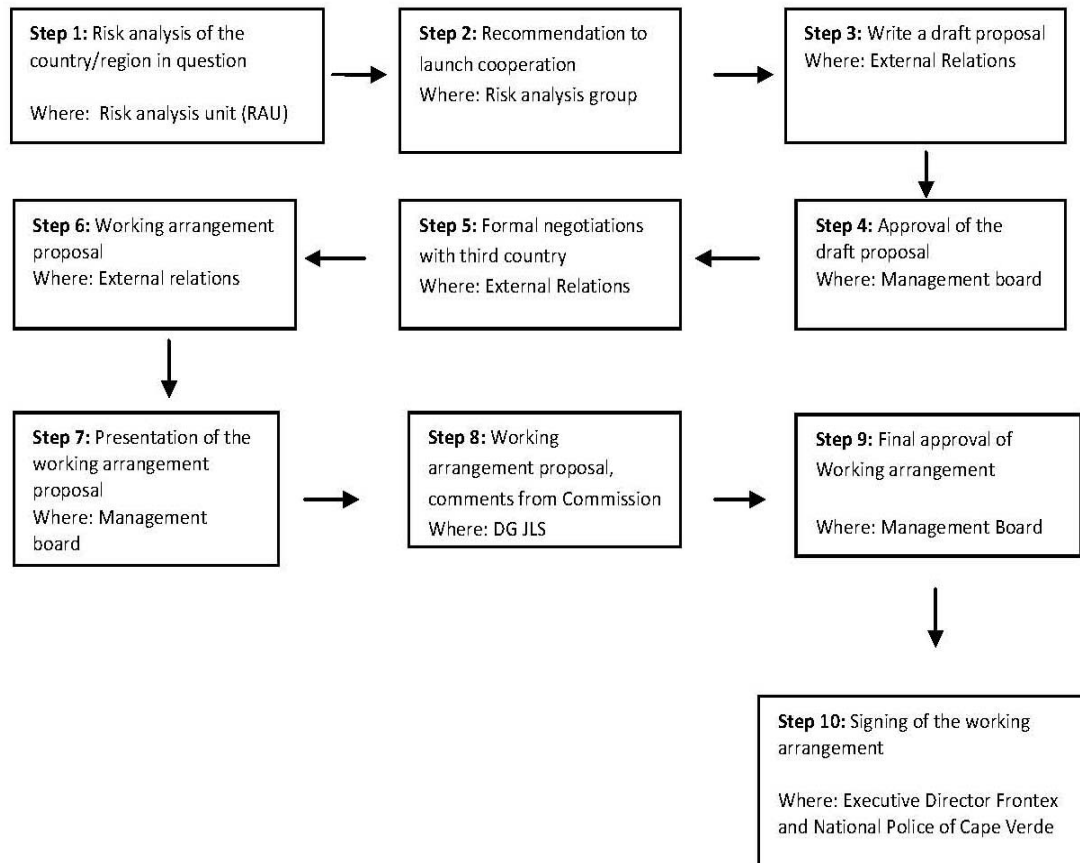 Step 1: Risk analysis of the
country/region in question
Where: Risk analysis unit (RAU)
Step 2: Recommendation to
launch cooperation
Where: Risk analysis group
Step 3: Write a draft proposal
Where: External Relations
Step 4: Approval of the
draft proposal
Where: Management board
Step 5: Formal negotiations
with third country
Where: External Relations
Step 6: Working arrangement
proposal
Where: External relations
Step 7: Presentation of the
working arrangement
proposal
Where: Management
board
Step 8: Working
arrangement proposal,
comments from Commission
Where: DG JLS
Step 9: Final approval of
Working arrangement
Where: Management Board
Step 10: Signing of the working
arrangement
Where: Executive Director Frontex
and National Police of Cape Verde